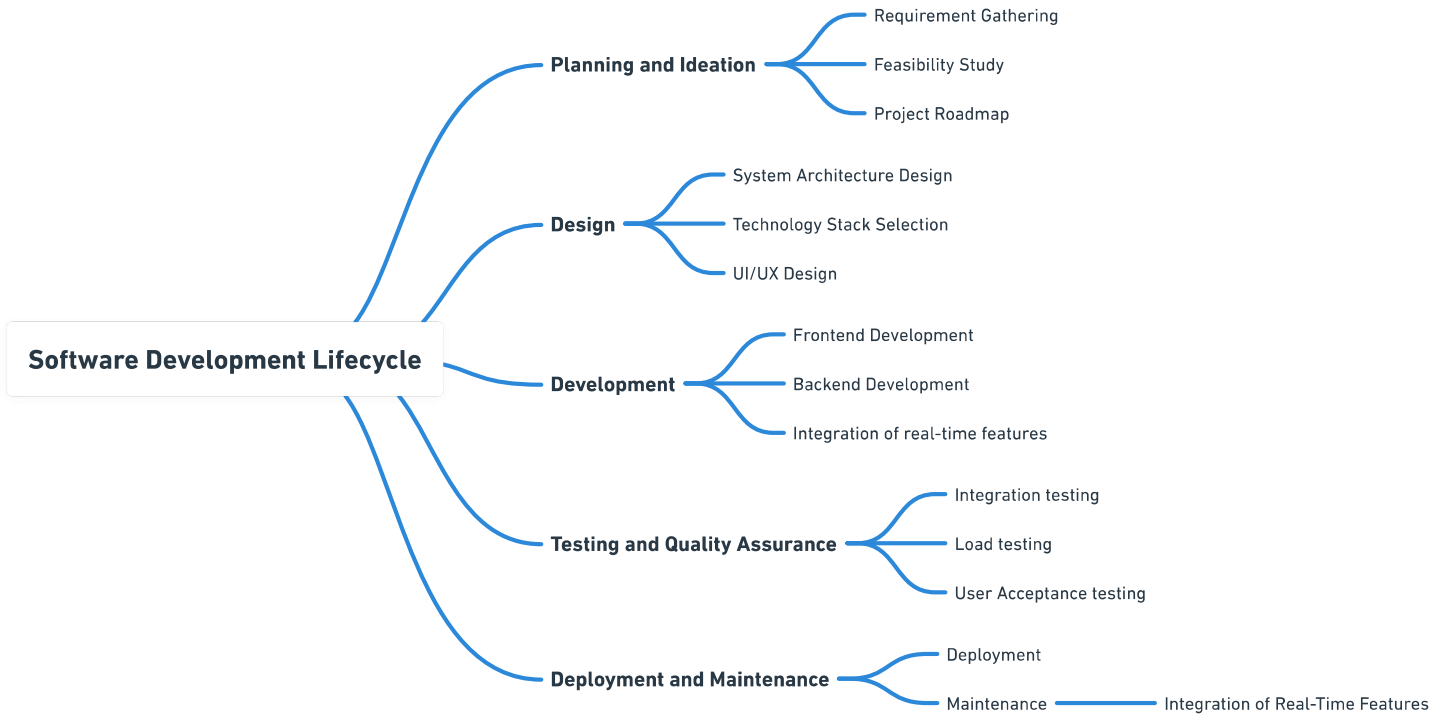 Software Development Lifecycle
Planning and Ideation
Requirement Gathering
Feasibility Study
Project Roadmap
Design
System Architecture Design
Technology Stack Selection
UI/UX Design
Development
Frontend Development
Backend Development
Integration of real-time features
Testing and Quality Assurance
Integration testing
Load testing
User Acceptance testing
Deployment and Maintenance
Deployment
Maintenance
Integration of Real-Time Features